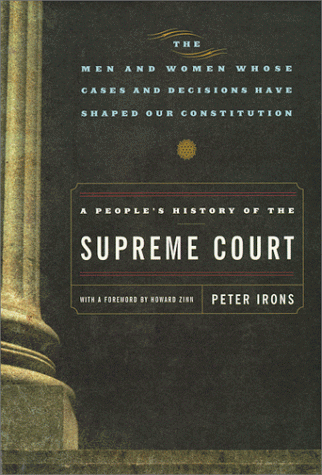 THE
MEN AND WOMEN WHOSE
CASES AND DECISIONS HAVE
SHAPED OUR CONSTITUTION
A PEOPLE'S HISTORY OF THE
SUPREME COURT
WITH A FOREWORD BY HOWARD ZINN
PETER IRONS